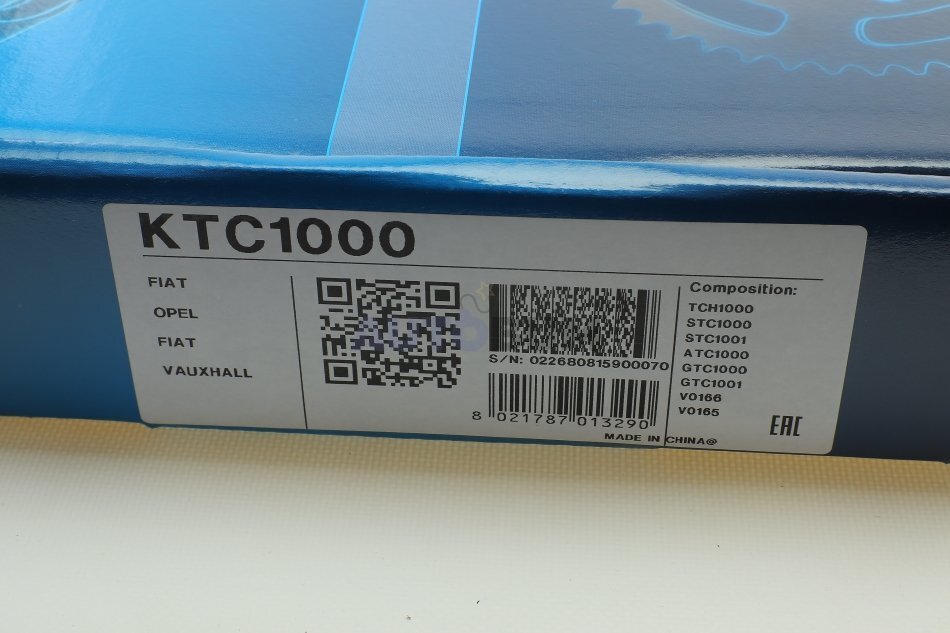 KTC1000
FIAT
OPEL
FIAT
VAUXHALL
S/N: 022680815900070
8 021787 013290
Composition:
TCH1000
STC1000
STC1001
ATC1000
GTC1000
GTC1001
V0166
V0165
EAC
MADE IN CHINA@